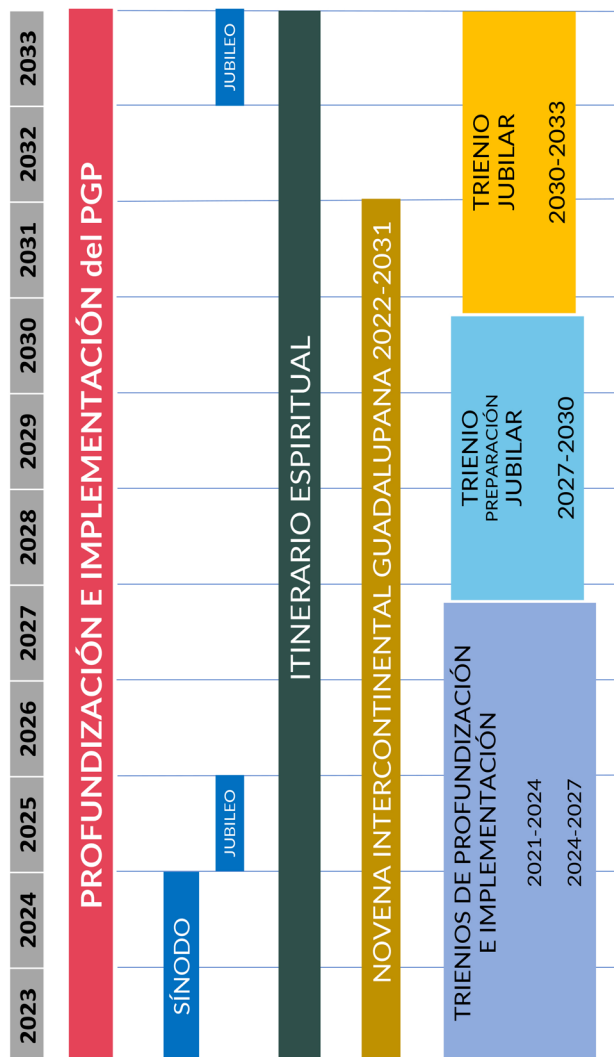 2023
2024
2025
2026
2027
2028
2029
2030
2031
2032
2033
PROFUNDIZACIÓN E IMPLEMENTACIÓN del PGP
SÍNODO
JUBILEO
JUBILEO
ITINERARIO ESPIRITUAL
NOVENA INTERCONTINENTAL GUADALUPANA 2022-2031
TRIENIOS DE PROFUNDIZACIÓN
E IMPLEMENTACIÓN
2021-2024
2024-2027
TRIENIO
PREPARACIÓN
JUBILAR
2027-2030
TRIENIO
JUBILAR
2030-2033